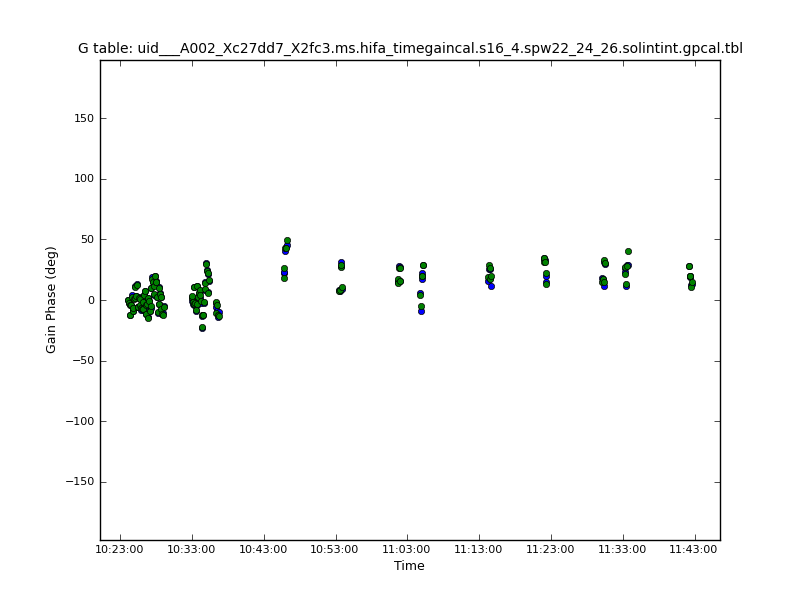 G table: uid___A002_Xc27dd7_X2fc3.ms.hifa_timegaincal.s16_4.spw22_24_26.solintint.gpcal.tbl
150
100
50
0
−50
−100
−150
Gain Phase (deg)
10:23:00 10:33:00 10:43:00 10:53:00 11:03:00 11:13:00 11:23:00 11:33:00 11:43:00
Time